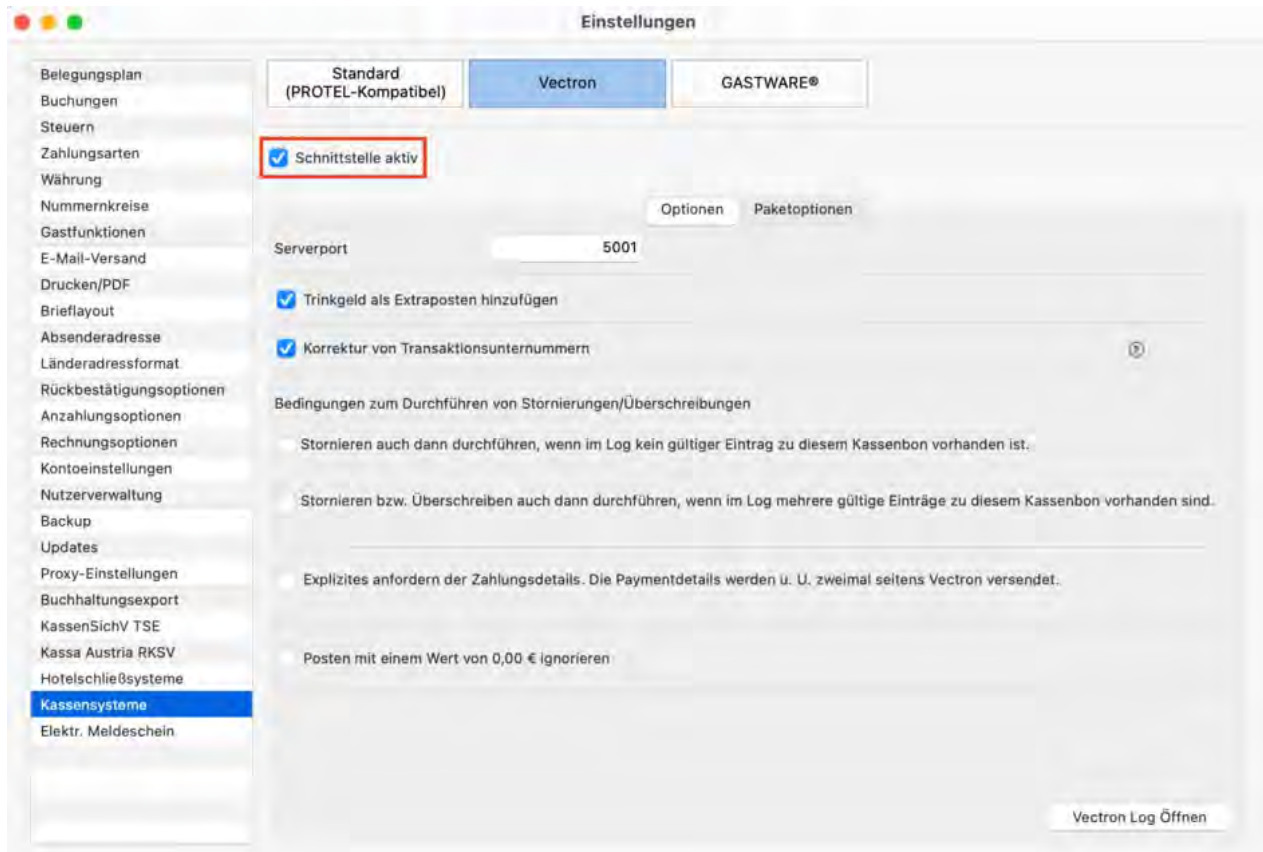 Einstellungen
Belegungsplan
Buchungen
Steuern
Zahlungsarten
Währung
Nummernkreise
Gastfunktionen
E-Mail-Versand
Drucken/PDF
Brieflayout
Absenderadresse
Länderadressformat
Rückbestätigungsoptionen
Anzahlungsoptionen
Rechnungsoptionen
Kontoeinstellungen
Nutzerverwaltung
Backup
Updates
Proxy-Einstellungen
Buchhaltungsexport
KassenSichV TSE
Kassa Austria RKSV
Hotelschließsysteme
Kassensysteme
Elektr. Meldeschein
Standard
(PROTEL-Kompatibel)
Vectron
GASTWARE®
Schnittstelle aktiv
Optionen
Paketoptionen
Serverport 5001
Trinkgeld als Extraposten hinzufügen
Korrektur von Transaktionsunternummern
Bedingungen zum Durchführen von Stornierungen/Überschreibungen
Stornieren auch dann durchführen, wenn im Log kein gültiger Eintrag zu diesem Kassenbon vorhanden ist.
Stornieren bzw. Überschreiben auch dann durchführen, wenn im Log mehrere gültige Einträge zu diesem Kassenbon vorhanden sind.
Explizites anfordern der Zahlungsdetails. Die Paymentdetails werden u. U. zweimal seitens Vectron versendet.
Posten mit einem Wert von 0,00 € ignorieren
Vectron Log Öffnen